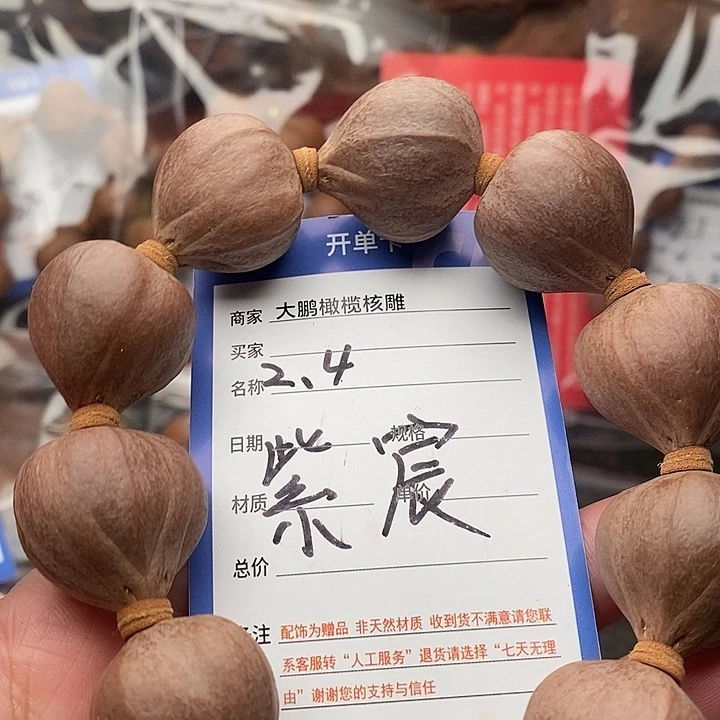 开单卡
商家 大鹏橄榄核雕
买家
名称 2、4
日期 规格
紫宸
材质 单价
总价
备注 配饰为赠品 非天然材质 收到货不满意请您联
系客服转“人工服务”退货请选择“七天无理
由”谢谢您的支持与信任